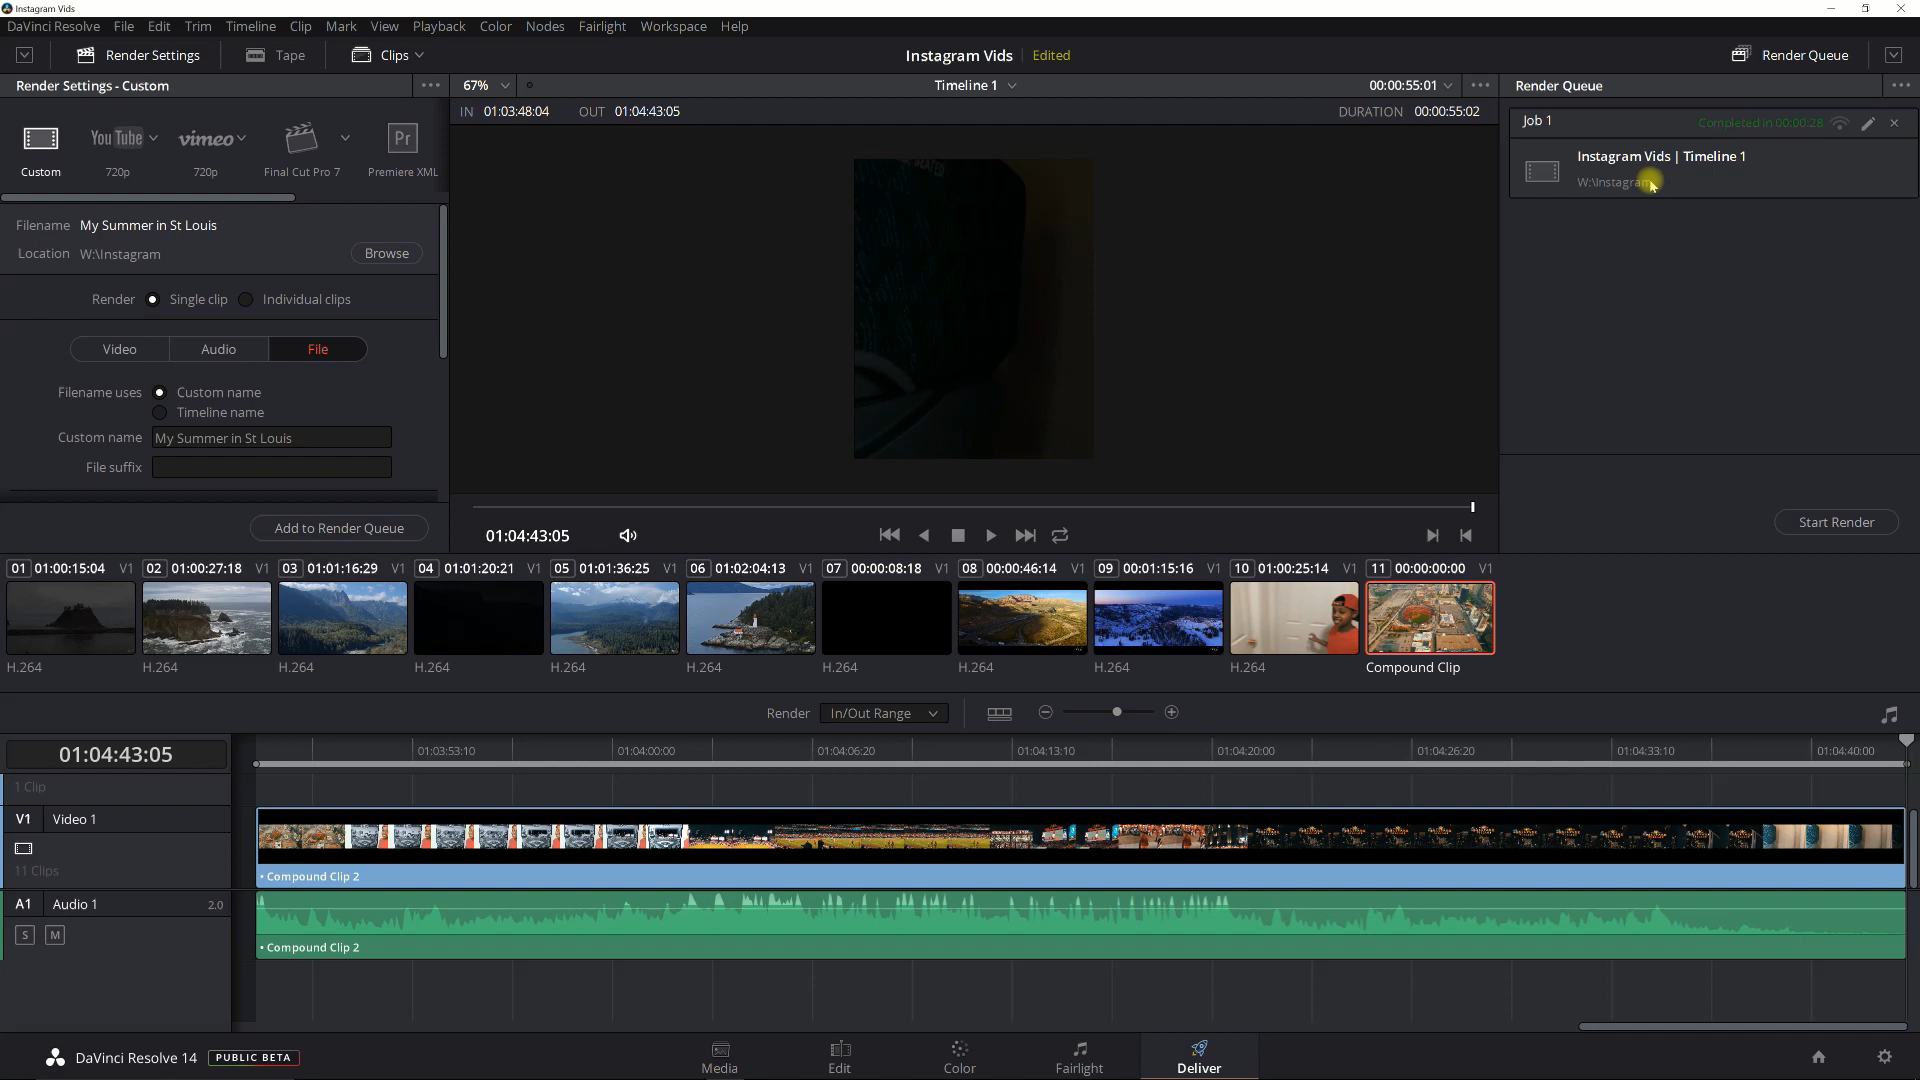 Instagram Vids
DaVinci Resolve File Edit Trim Timeline Clip Mark View Playback Color Nodes Fairlight Workspace Help
Render Settings Tape Clips Instagram Vids Edited Render Queue
Render Settings - Custom 67% Timeline 1 00:00:55:01 Render Queue
IN 01:03:48:04 OUT 01:04:43:05 DURATION 00:00:55:02
Job 1 Completed in 00:00:28
Instagram Vids | Timeline 1
W:\Instagram
YouTube vimeo Pr
Custom 720p 720p Final Cut Pro 7 Premiere XML
Filename My Summer in St Louis
Location W:\Instagram Browse
Render Single clip Individual clips
Video Audio File
Filename uses Custom name
Timeline name
Custom name My Summer in St Louis
File suffix
Add to Render Queue 01:04:43:05 Start Render
01 01:00:15:04 V1 02 01:00:27:18 V1 03 01:01:16:29 V1 04 01:01:20:21 V1 05 01:01:36:25 V1 06 01:02:04:13 V1 07 00:00:08:18 V1 08 00:00:46:14 V1 09 00:01:15:16 V1 10 01:00:25:14 V1 11 00:00:00:00 V1
H.264 H.264 H.264 H.264 H.264 H.264 H.264 H.264 H.264 H.264 Compound Clip
Render In/Out Range
01:04:43:05 01:03:53:10 01:04:00:00 01:04:06:20 01:04:13:10 01:04:20:00 01:04:26:20 01:04:33:10 01:04:40:00
1 Clip
V1 Video 1
11 Clips
• Compound Clip 2
A1 Audio 1 2.0
S M
• Compound Clip 2
DaVinci Resolve 14 PUBLIC BETA Media Edit Color Fairlight Deliver